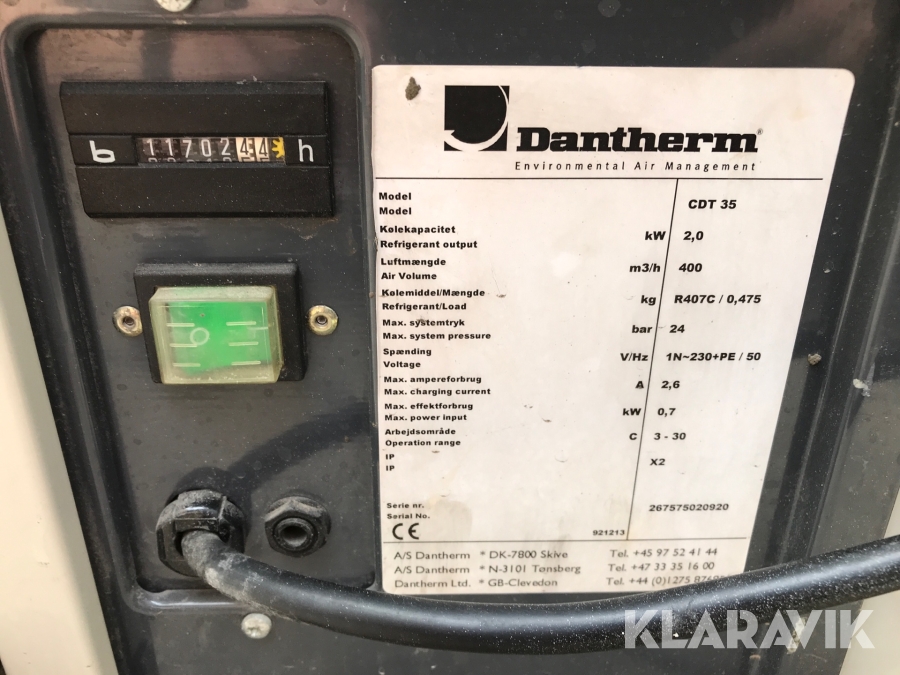 1170244 h
Dantherm®
Environmental Air Management
Model
Model CDT 35
Kølekapacitet
Refrigerant output kW 2,0
Luftmængde
Air Volume m3/h 400
Kølemiddel/Mængde
Refrigerant/Load kg R407C / 0,475
Max. systemtryk
Max. system pressure bar 24
Spænding
Voltage V/Hz 1N~230+PE / 50
Max. ampereforbrug
Max. charging current A 2,6
Max. effektforbrug
Max. power input kW 0,7
Arbejdsområde
Operation range C 3 - 30
IP
IP X2
Serie nr.
Serial No. 267575020920
CE 921213
A/S Dantherm * DK-7800 Skive Tel. +45 97 52 41 44
A/S Dantherm * N-3101 Tønsberg Tel. +47 33 35 16 00
Dantherm Ltd. * GB-Clevedon Tel. +44 (0)1275
KLARAVIK